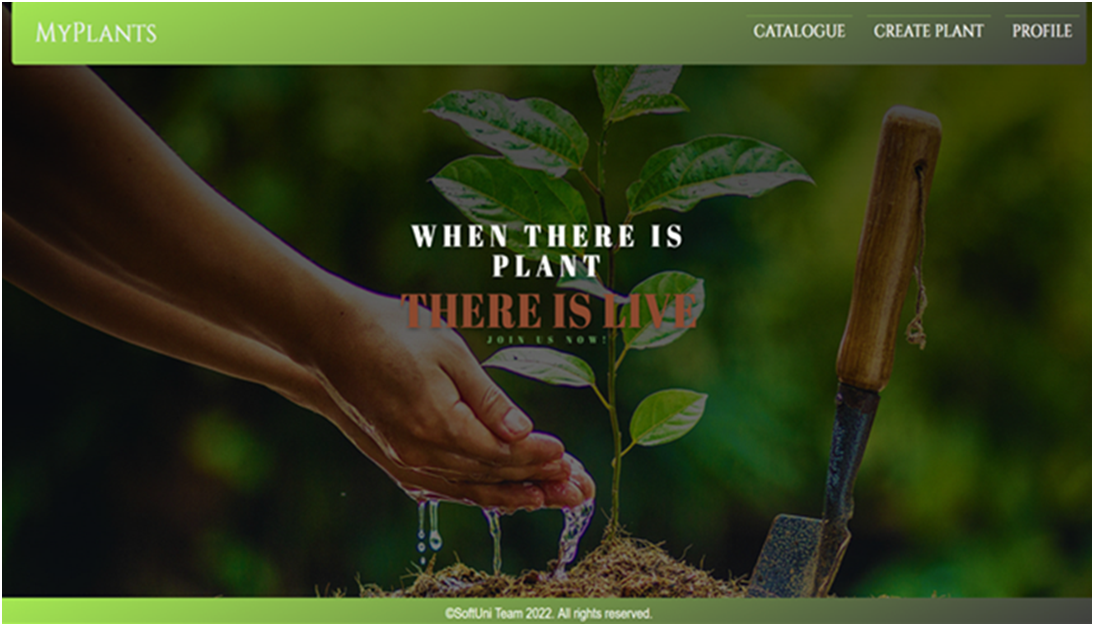 MYPLANTS
CATALOGUE CREATE PLANT PROFILE
WHEN THERE IS
PLANT
THERE IS LIVE
JOIN US NOW!
©SoftUni Team 2022. All rights reserved.